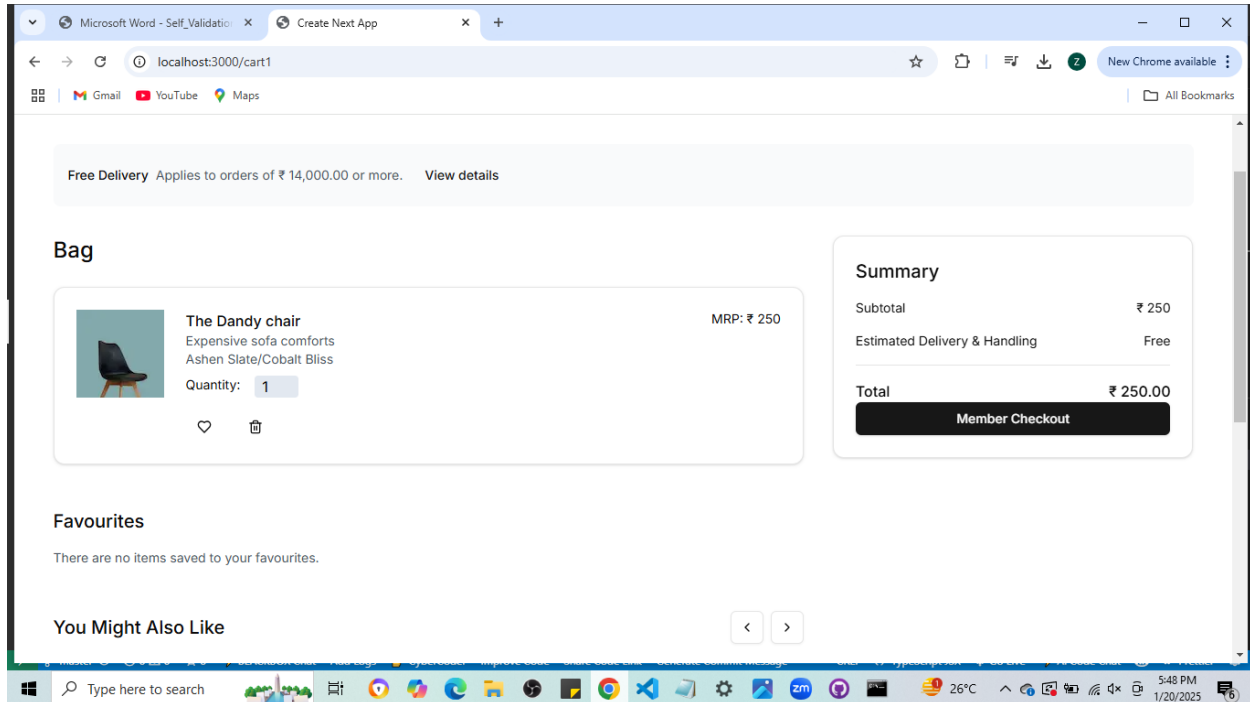 Microsoft Word - Self_Validation
Create Next App
localhost:3000/cart1
Z
New Chrome available
Gmail
YouTube
Maps
All Bookmarks
Free Delivery Applies to orders of ₹ 14,000.00 or more. View details
Bag
The Dandy chair
MRP: ₹ 250
Expensive sofa comforts
Ashen Slate/Cobalt Bliss
Quantity: 1
Summary
Subtotal ₹ 250
Estimated Delivery & Handling Free
Total ₹ 250.00
Member Checkout
Favourites
There are no items saved to your favourites.
You Might Also Like
Type here to search
zm
1
26°C
5:48 PM
1/20/2025
6